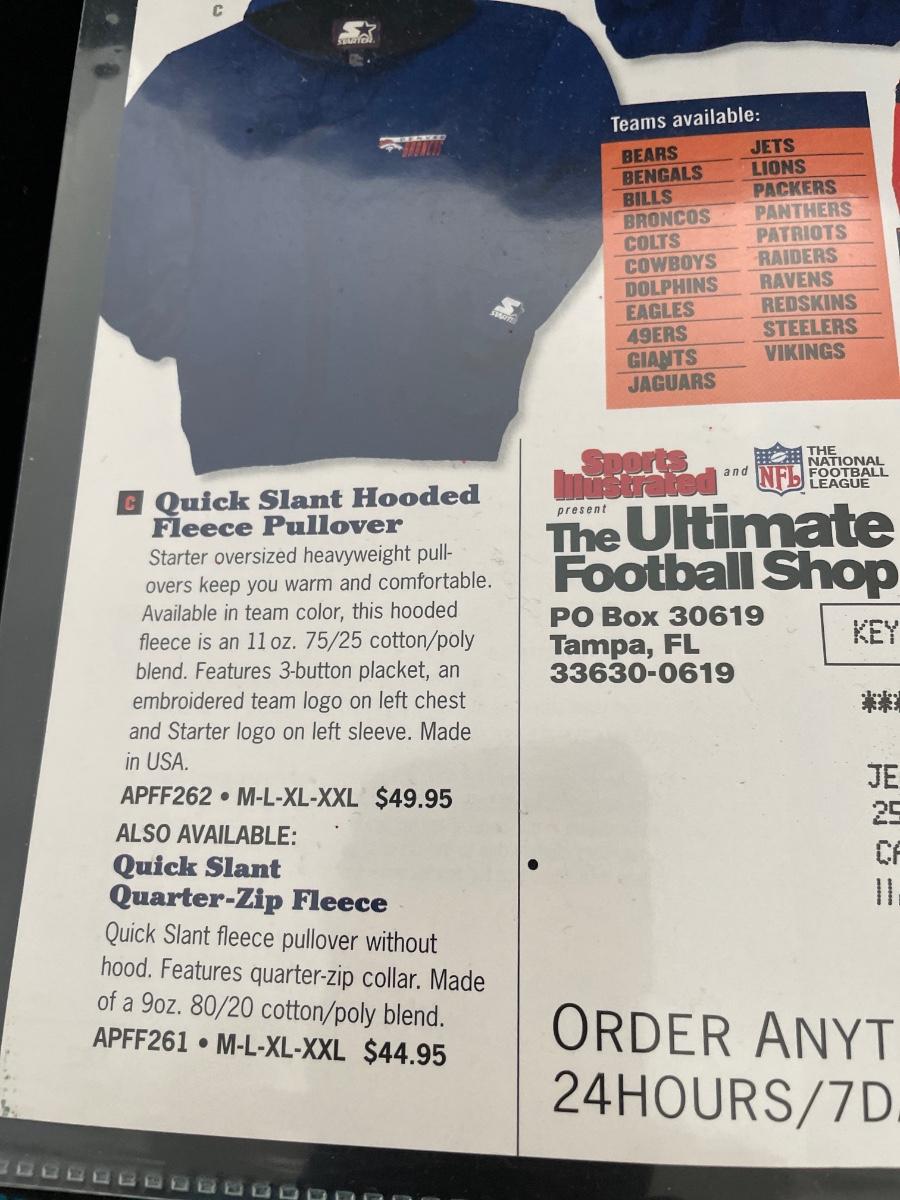 C
STARTER
DENVER
BRONCOS
STARTER
Teams available:
BEARS
BENGALS
BILLS
BRONCOS
COLTS
COWBOYS
DOLPHINS
EAGLES
49ERS
GIANTS
JAGUARS
JETS
LIONS
PACKERS
PANTHERS
PATRIOTS
RAIDERS
RAVENS
REDSKINS
STEELERS
VIKINGS
C Quick Slant Hooded
Fleece Pullover
Starter oversized heavyweight pull-
overs keep you warm and comfortable.
Available in team color, this hooded
fleece is an 11 oz. 75/25 cotton/poly
blend. Features 3-button placket, an
embroidered team logo on left chest
and Starter logo on left sleeve. Made
in USA.
APFF262 • M-L-XL-XXL $49.95
ALSO AVAILABLE:
Quick Slant
Quarter-Zip Fleece
Quick Slant fleece pullover without
hood. Features quarter-zip collar. Made
of a 9oz. 80/20 cotton/poly blend.
APFF261 • M-L-XL-XXL $44.95
Sports
Illustrated and NFL THE
NATIONAL
FOOTBALL
LEAGUE
present
The Ultimate
Football Shop
PO Box 30619
Tampa, FL
33630-0619
KEY
***
JE
25
CA
ORDER ANYT
24HOURS/7D